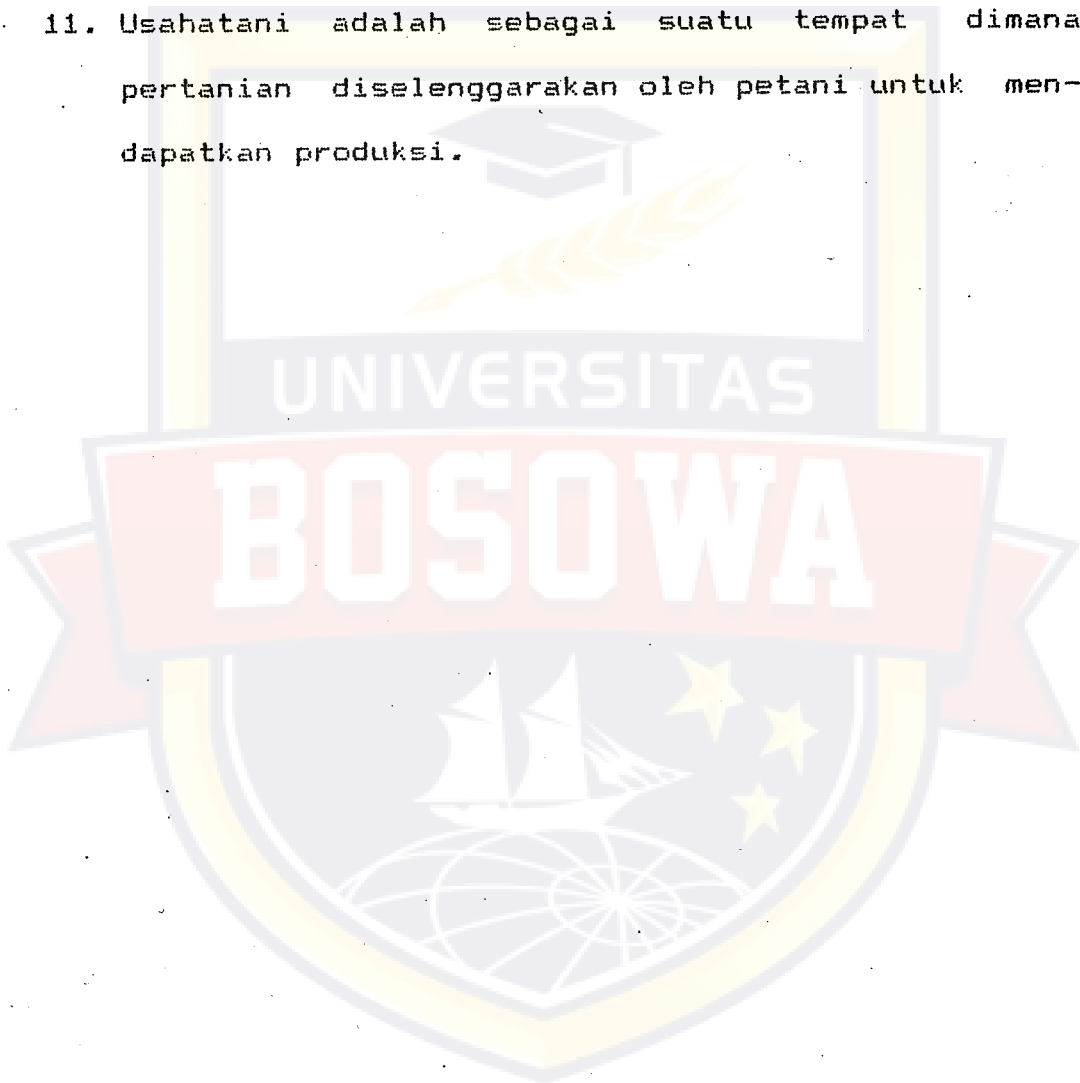 11. Usahatani adalah sebagai suatu tempat dimana
pertanian diselenggarakan oleh petani untuk men-
dapatkan produksi.
UNIVERSITAS
BOSOWA